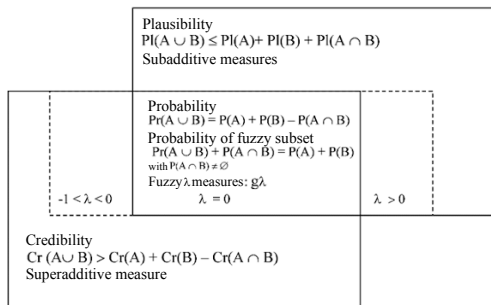 Plausibility
Pl(A ∪ B) ≤ Pl(A)+ Pl(B) + Pl(A ∩ B)
Subadditive measures
Probability
Pr(A ∪ B) = P(A) + P(B) – P(A ∩ B)
Probability of fuzzy subset
Pr(A ∪ B) + P(A ∩ B) = P(A) + P(B)
with P(A ∩ B) ≠ ∅
Fuzzy λ measures: gλ
-1 < λ < 0 λ = 0 λ > 0
Credibility
Cr (A∪ B) > Cr(A) + Cr(B) – Cr(A ∩ B)
Superadditive measure